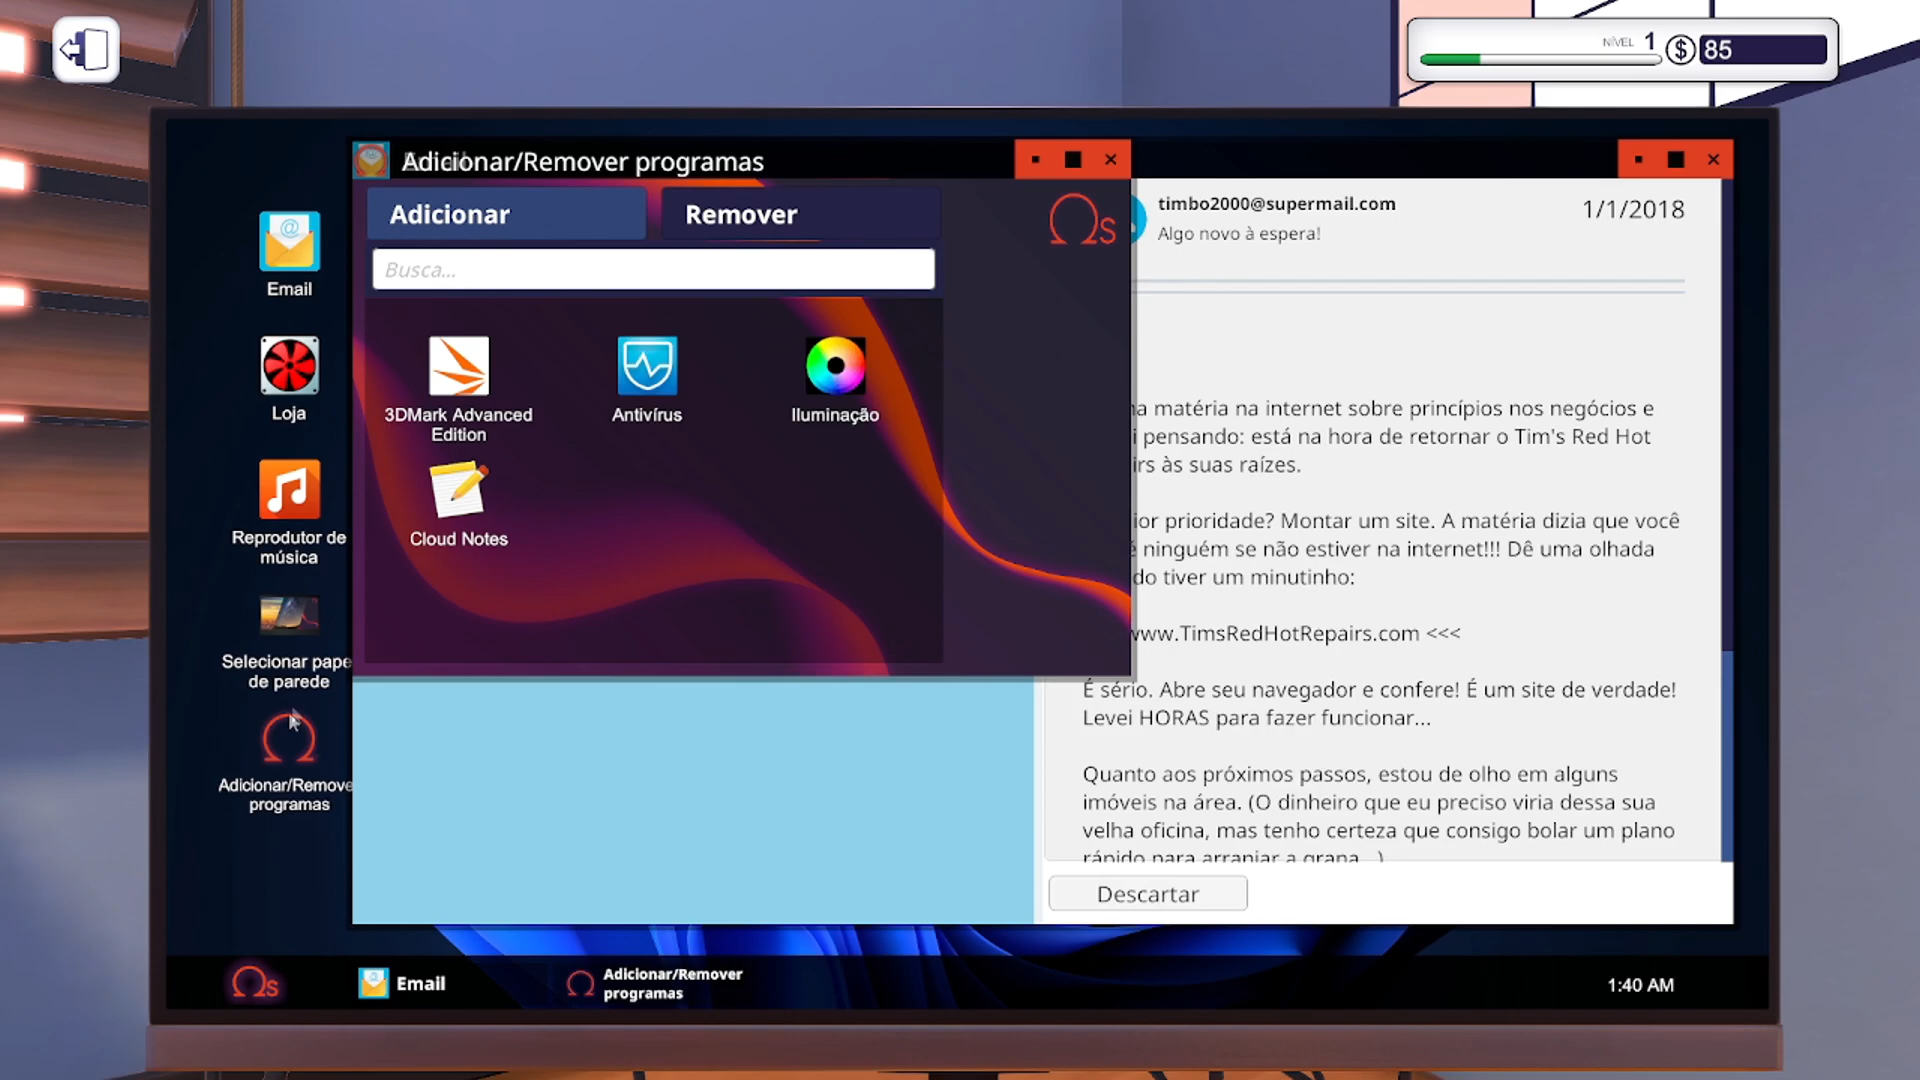 NÍVEL 1
85
Adicionar/Remover programas
Adicionar
Remover
Busca...
3DMark Advanced
Edition
Antivírus
Iluminação
Cloud Notes
Email
Loja
Reprodutor de
música
Selecionar pape
de parede
Adicionar/Remove
programas
timbo2000@supermail.com
1/1/2018
Algo novo à espera!
matéria na internet sobre princípios nos negócios e
pensando: está na hora de retornar o Tim's Red Hot
às suas raízes.
prioridade? Montar um site. A matéria dizia que você
ninguém se não estiver na internet!!! Dê uma olhada
tiver um minutinho:
www.TimsRedHotRepairs.com <<<
É sério. Abre seu navegador e confere! É um site de verdade!
Levei HORAS para fazer funcionar...
Quanto aos próximos passos, estou de olho em alguns
imóveis na área. (O dinheiro que eu preciso viria dessa sua
velha oficina, mas tenho certeza que consigo bolar um plano
rápido para arranjar a grana...)
Descartar
Ωs
Email
Adicionar/Remover
programas
1:40 AM